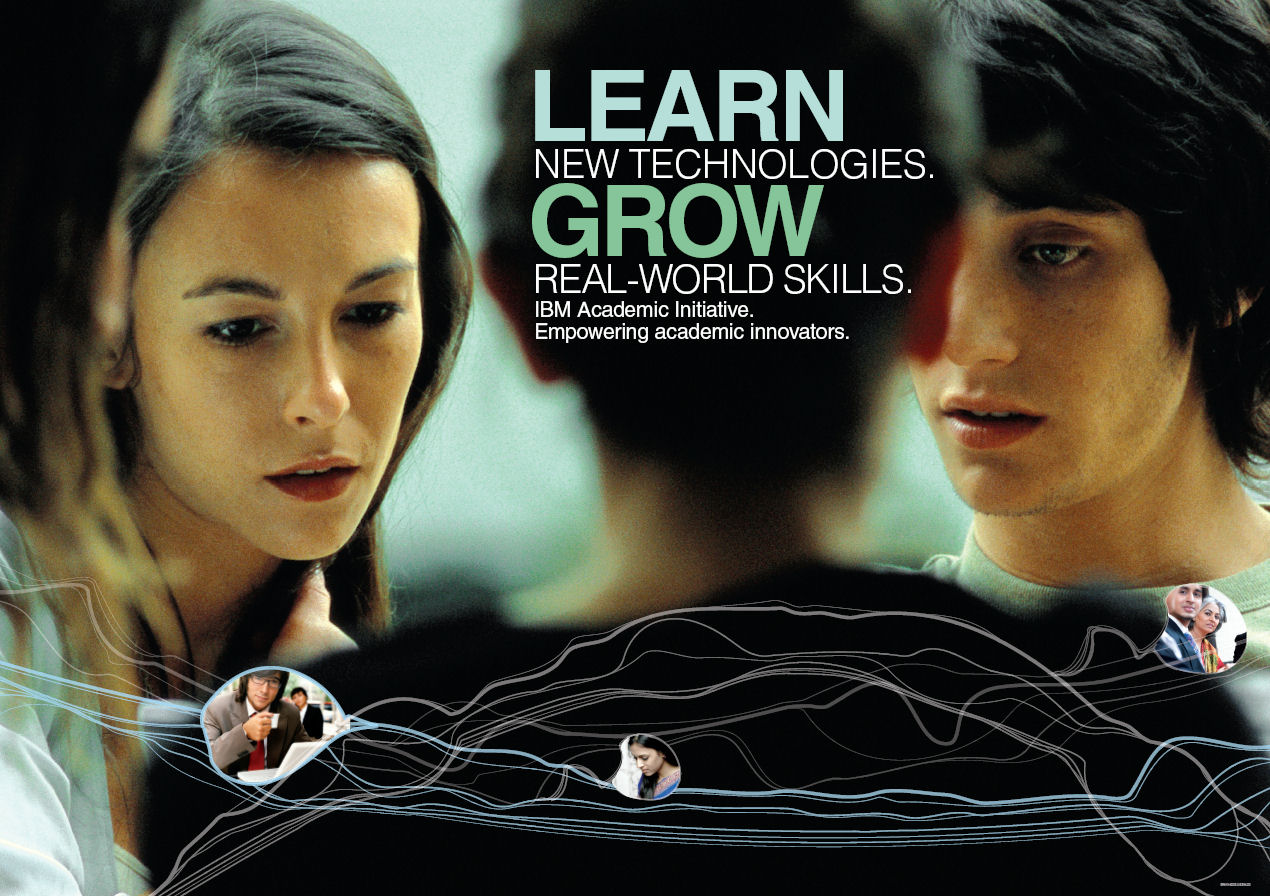 LEARN
NEW TECHNOLOGIES.
GROW
REAL-WORLD SKILLS.
IBM Academic Initiative.
Empowering academic innovators.